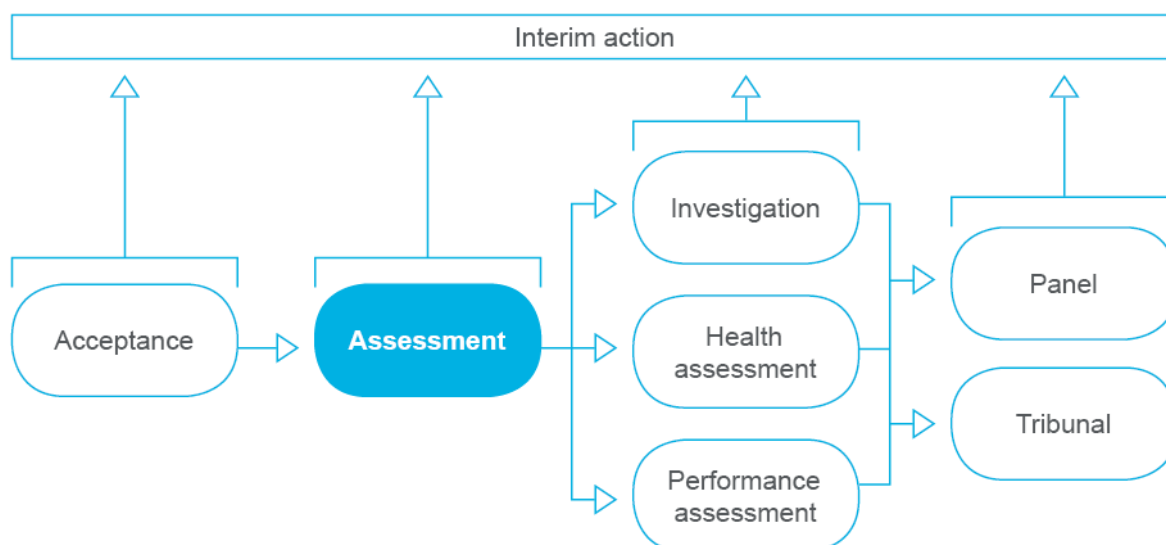 Interim action
Acceptance
Assessment
Investigation
Health
assessment
Performance
assessment
Panel
Tribunal